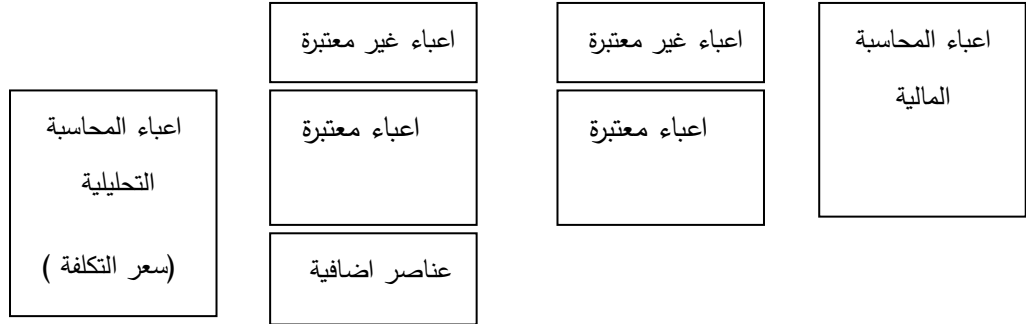 اعباء المحاسبة
المالية
اعباء غير معتبرة
اعباء معتبرة
اعباء غير معتبرة
اعباء معتبرة
عناصر اضافية
اعباء المحاسبة
التحليلية
(سعر التكلفة )